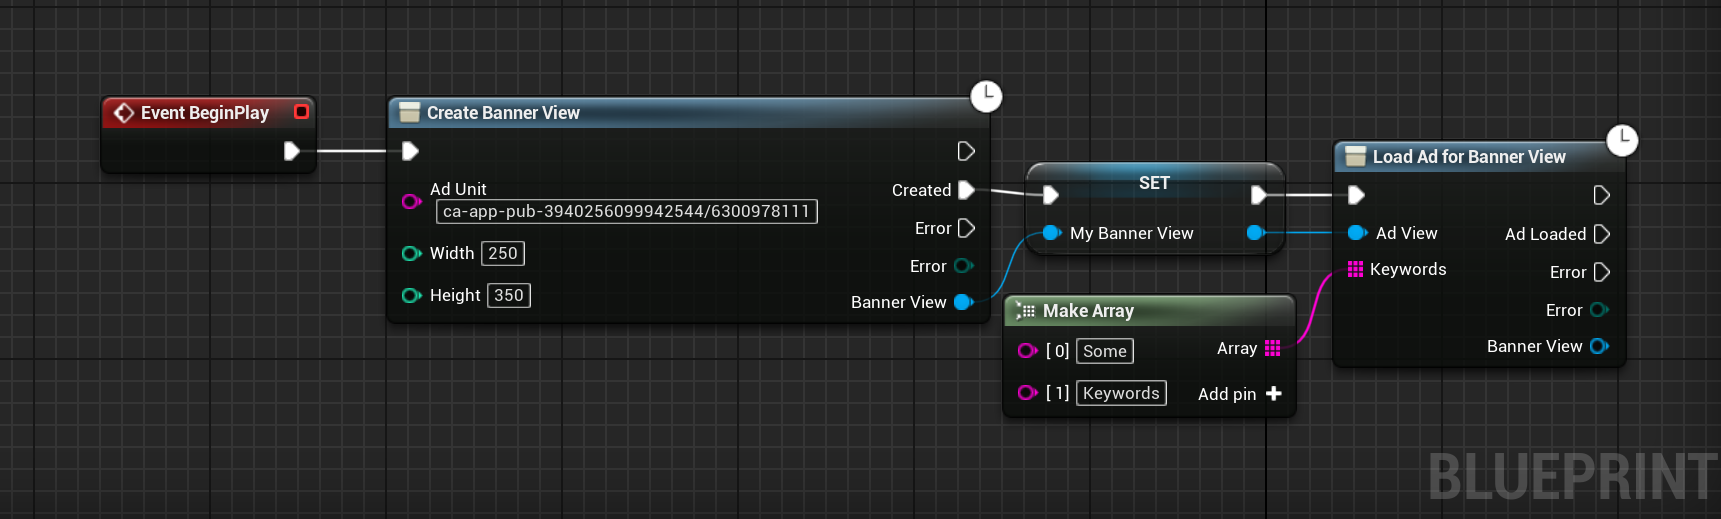 Event BeginPlay
Create Banner View
Ad Unit
ca-app-pub-3940256099942544/6300978111
Width 250
Height 350
Created
Error
Error
Banner View
SET
My Banner View
Make Array
[ 0] Some
[ 1] Keywords
Array
Add pin
Load Ad for Banner View
Ad View
Keywords
Ad Loaded
Error
Error
Banner View
BLUEPRINT